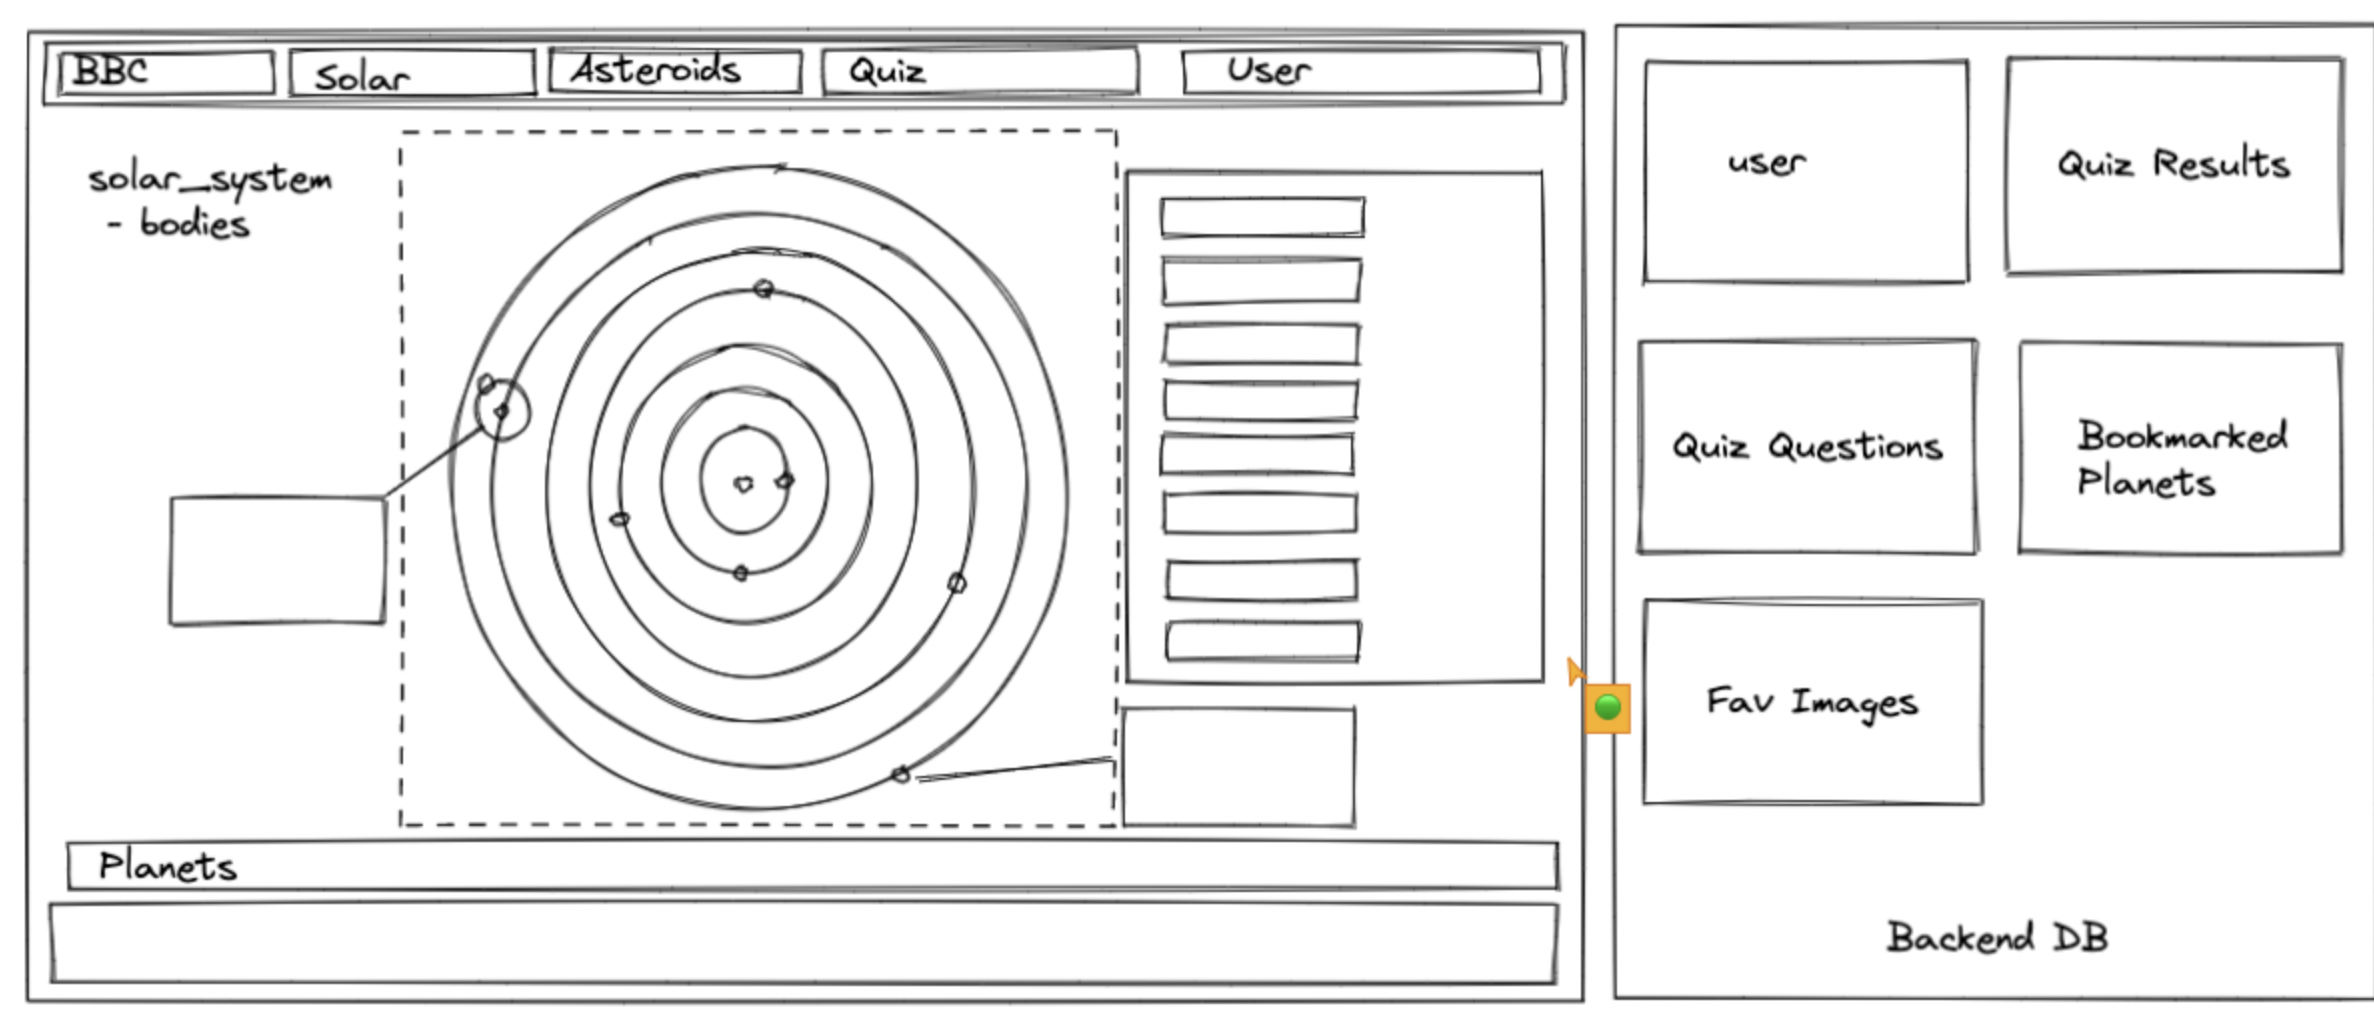 BBC
Solar
Asteroids
Quiz
User
solar_system
- bodies
Planets
user
Quiz Results
Quiz Questions
Bookmarked
Planets
Fav Images
Backend DB